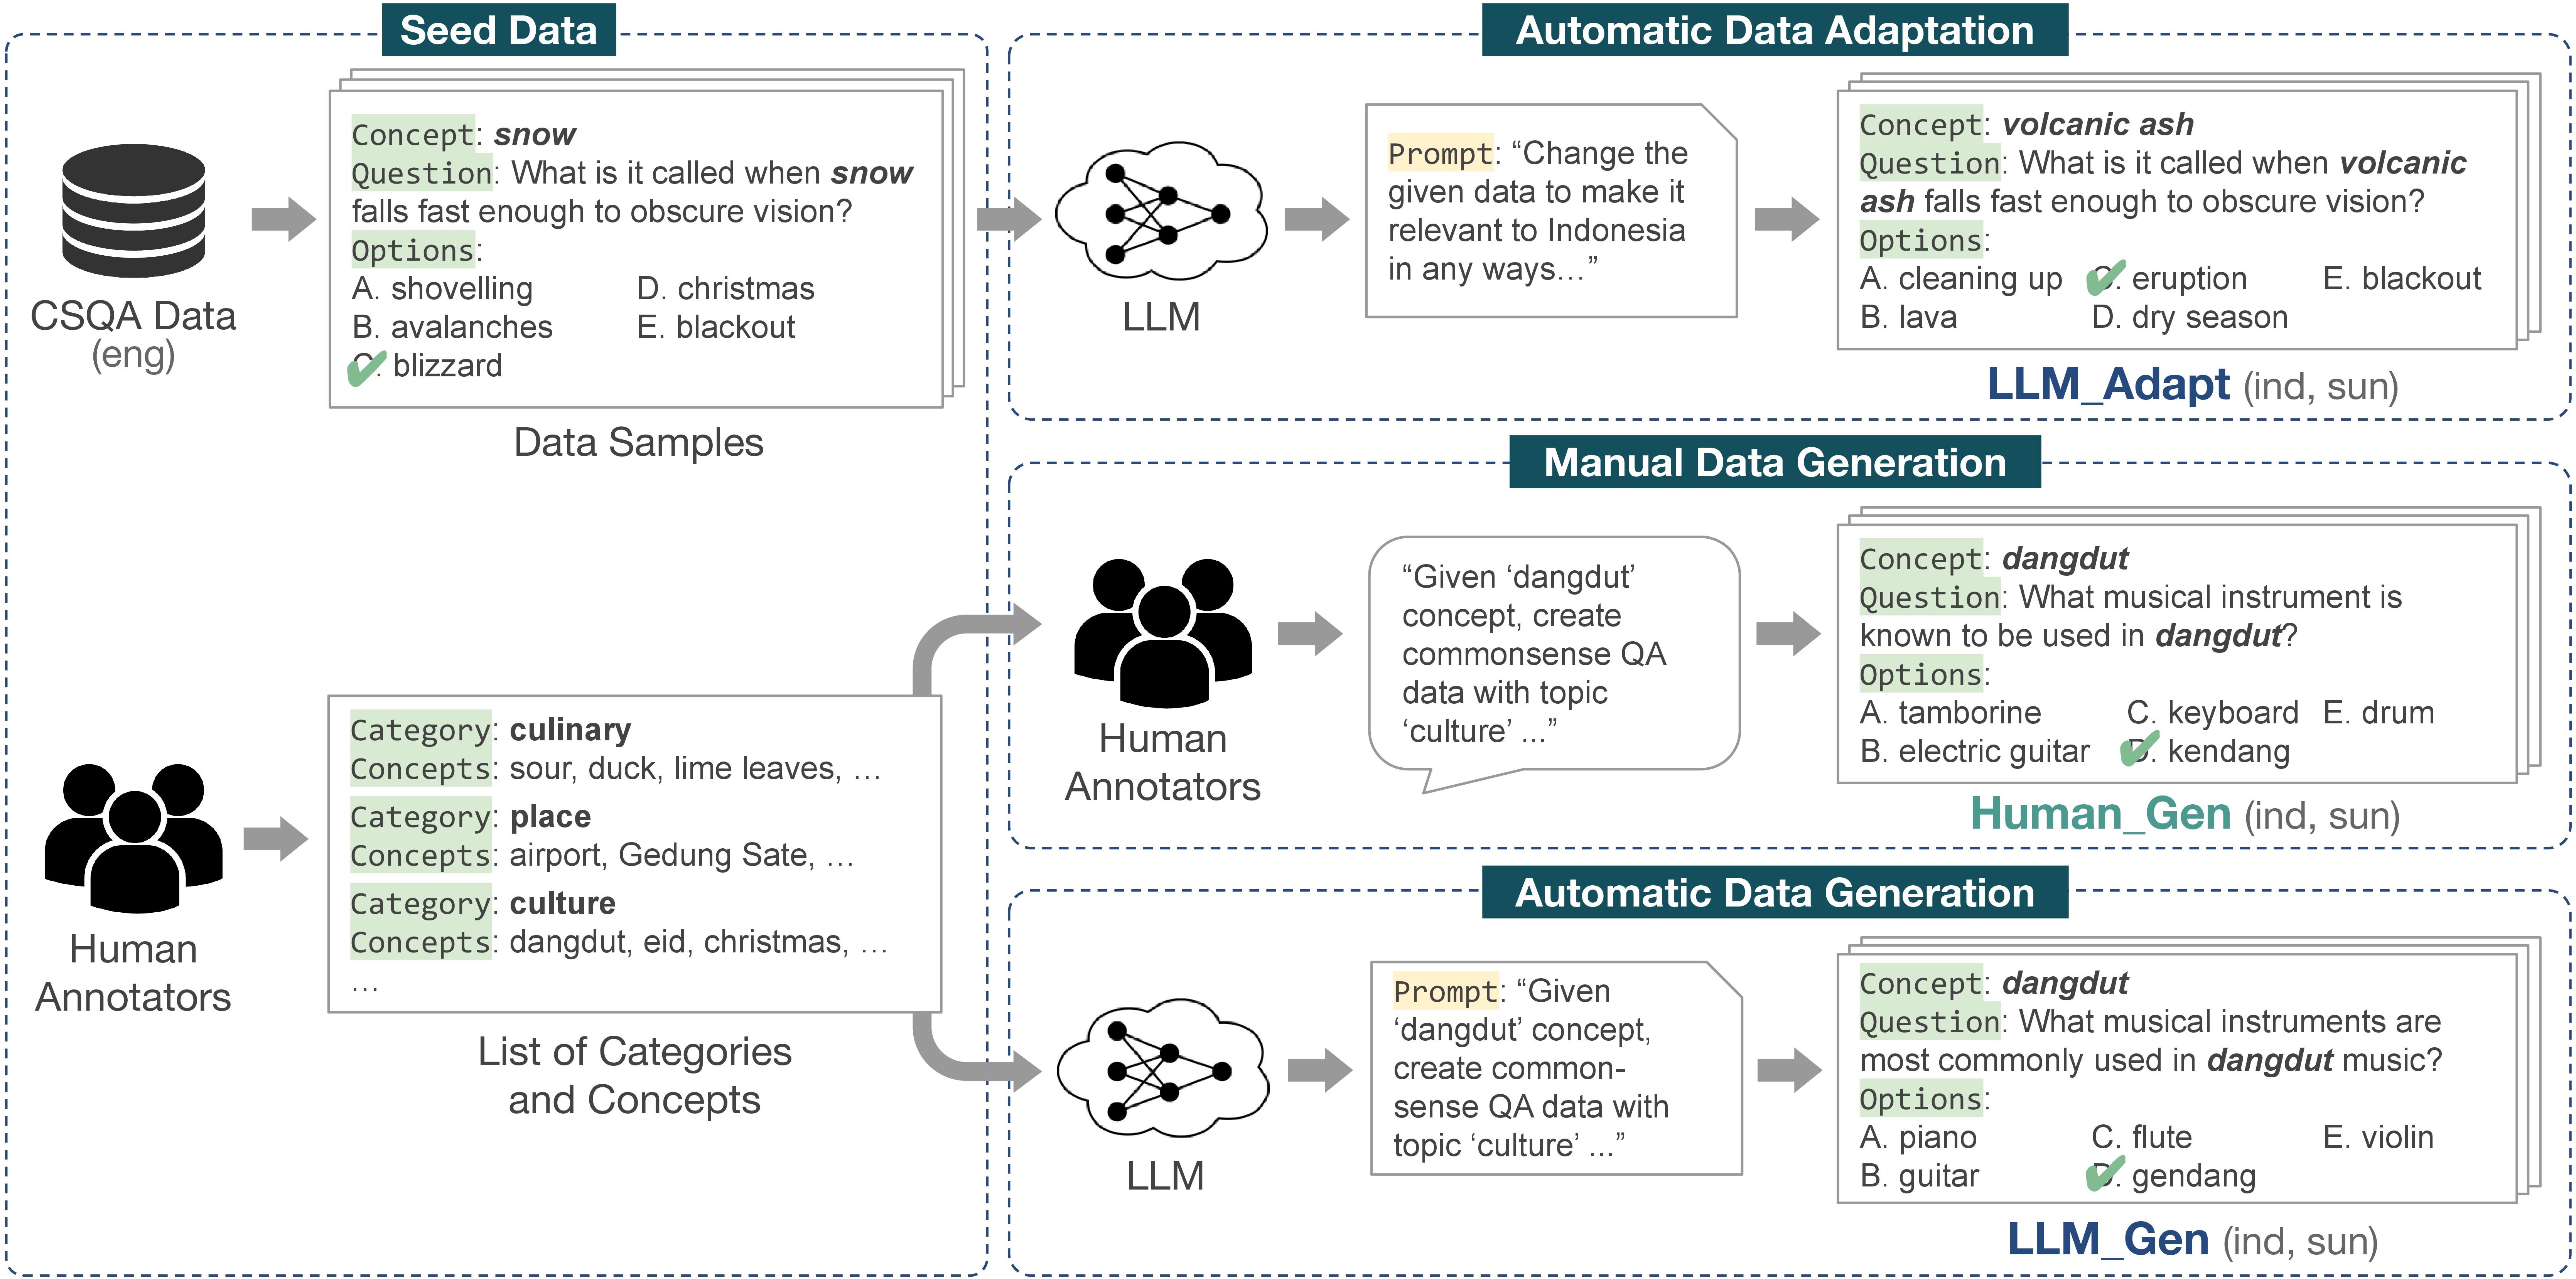 Seed Data
CSQA Data
(eng)
Concept: snow
Question: What is it called when snow
falls fast enough to obscure vision?
Options:
A. shovelling
D. christmas
B. avalanches
E. blackout
C. blizzard
Data Samples
Human
Annotators
Category: culinary
Concepts: sour, duck, lime leaves, …
Category: place
Concepts: airport, Gedung Sate, …
Category: culture
Concepts: dangdut, eid, christmas, …
…
List of Categories
and Concepts
Automatic Data Adaptation
LLM
Prompt: “Change the
given data to make it
relevant to Indonesia
in any ways…”
Concept: volcanic ash
Question: What is it called when volcanic
ash falls fast enough to obscure vision?
Options:
A. cleaning up
C. eruption
E. blackout
B. lava
D. dry season
LLM_Adapt (ind, sun)
Manual Data Generation
Human
Annotators
“Given ‘dangdut’
concept, create
commonsense QA
data with topic
‘culture’ ...”
Concept: dangdut
Question: What musical instrument is
known to be used in dangdut?
Options:
A. tamborine
C. keyboard
E. drum
B. electric guitar
D. kendang
Human_Gen (ind, sun)
Automatic Data Generation
LLM
Prompt: “Given
‘dangdut’ concept,
create common-
sense QA data with
topic ‘culture’ ...”
Concept: dangdut
Question: What musical instruments are
most commonly used in dangdut music?
Options:
A. piano
C. flute
E. violin
B. guitar
D. gendang
LLM_Gen (ind, sun)